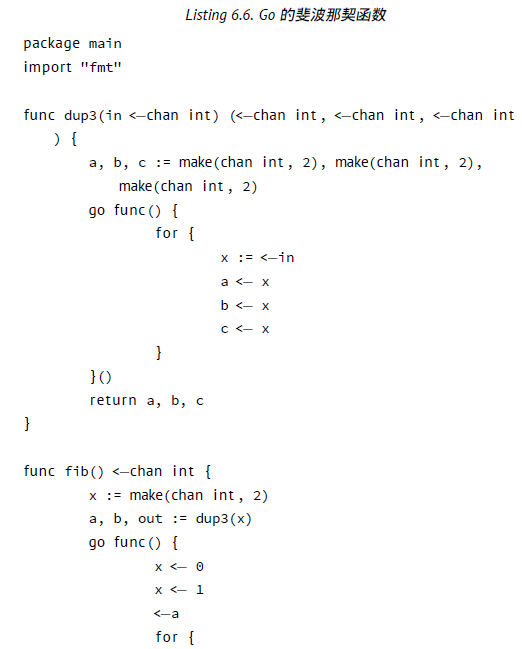 Listing 6.6. Go 的斐波那契函数
package main
import "fmt"
func dup3(in <—chan int) (<—chan int, <—chan int, <—chan int
) {
a, b, c := make(chan int, 2), make(chan int, 2),
make(chan int, 2)
go func() {
for {
x := <—in
a <— x
b <— x
c <— x
}
}()
return a, b, c
}
func fib() <—chan int {
x := make(chan int, 2)
a, b, out := dup3(x)
go func() {
x <— 0
x <— 1
<—a
for {